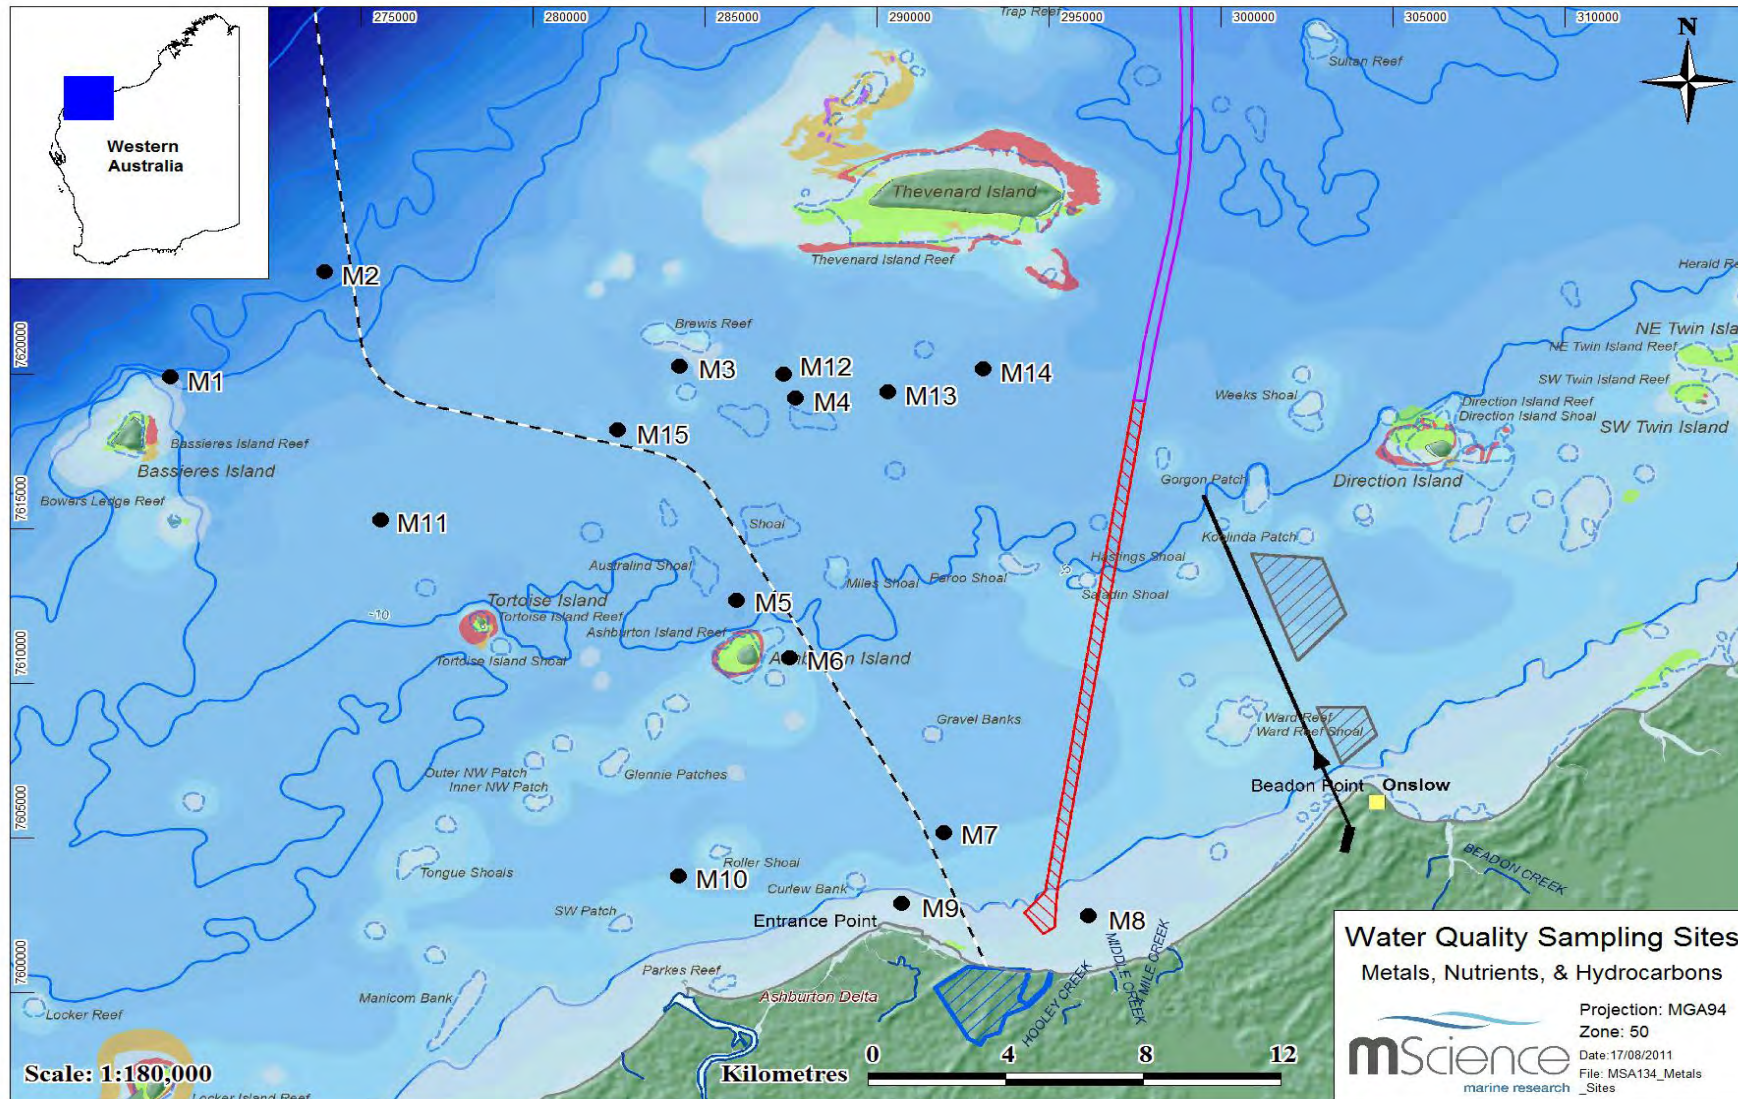 275000
280000
285000
290000
Trap Reef
295000
300000
305000
310000
N
Sultan Reef
Western
Australia
Thevenard Island
Thevenard Island Reef
M2
7620000
Brewis Reef
M3
M12
M4
M13
M14
M1
M15
Bassieres Island Reef
Bassieres Island
Bowers Ledge Reef
M11
7615000
NE Twin Isla
NE Twin Island Reef
SW Twin Island Reef
SW Twin Island
Weeks Shoal
Direction Island Reef
Direction Island Shoal
Direction Island
Gorgon Patch
Koolinda Patch
Hastings Shoal
Saladin Shoal
-5
Shoal
Australind Shoal
Miles Shoal
Feroo Shoal
-10
Tortoise Island
Tortoise Island Reef
Tortoise Island Shoal
M5
Ashburton Island Reef
M6
7610000
Gravel Banks
Ward Reef
Ward Reef Shoal
Outer NW Patch
Inner NW Patch
Glennie Patches
Beadon Point
Onslow
7605000
M7
BEADON CREEK
Tongue Shoals
Roller Shoal
M10
Curlew Bank
M9
M8
SW Patch
Entrance Point
7600000
Parkes Reef
Manicom Bank
Ashburton Delta
HOOLEY CREEK
MIDDLE CREEK
Locker Reef
Locker Island Reef
Scale: 1:180,000
Kilometres
0
4
8
12
Water Quality Sampling Sites
Metals, Nutrients, & Hydrocarbons
mScience
marine research
Projection: MGA94
Zone: 50
Date:17/08/2011
File: MSA134_Metals
_Sites